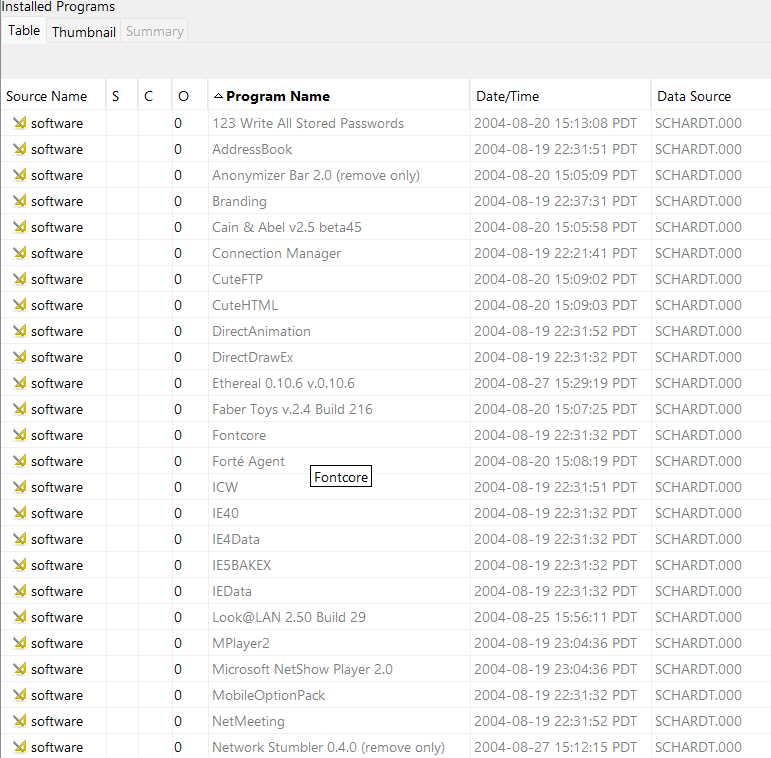 Installed Programs
Table Thumbnail Summary
Source Name S C O Program Name Date/Time Data Source
software 0 123 Write All Stored Passwords 2004-08-20 15:13:08 PDT SCHARDT.000
software 0 AddressBook 2004-08-19 22:31:51 PDT SCHARDT.000
software 0 Anonymizer Bar 2.0 (remove only) 2004-08-20 15:05:09 PDT SCHARDT.000
software 0 Branding 2004-08-19 22:37:31 PDT SCHARDT.000
software 0 Cain & Abel v2.5 beta45 2004-08-20 15:05:58 PDT SCHARDT.000
software 0 Connection Manager 2004-08-19 22:21:41 PDT SCHARDT.000
software 0 CuteFTP 2004-08-20 15:09:02 PDT SCHARDT.000
software 0 CuteHTML 2004-08-20 15:09:03 PDT SCHARDT.000
software 0 DirectAnimation 2004-08-19 22:31:52 PDT SCHARDT.000
software 0 DirectDrawEx 2004-08-19 22:31:32 PDT SCHARDT.000
software 0 Ethereal 0.10.6 v.0.10.6 2004-08-27 15:29:19 PDT SCHARDT.000
software 0 Faber Toys v.2.4 Build 216 2004-08-20 15:07:25 PDT SCHARDT.000
software 0 Fontcore 2004-08-19 22:31:32 PDT SCHARDT.000
software 0 Forté Agent 2004-08-20 15:08:19 PDT SCHARDT.000
Fontcore
software 0 ICW 2004-08-19 22:31:51 PDT SCHARDT.000
software 0 IE40 2004-08-19 22:31:32 PDT SCHARDT.000
software 0 IE4Data 2004-08-19 22:31:32 PDT SCHARDT.000
software 0 IE5BAKEX 2004-08-19 22:31:32 PDT SCHARDT.000
software 0 IEData 2004-08-19 22:31:32 PDT SCHARDT.000
software 0 Look@LAN 2.50 Build 29 2004-08-25 15:56:11 PDT SCHARDT.000
software 0 MPlayer2 2004-08-19 23:04:36 PDT SCHARDT.000
software 0 Microsoft NetShow Player 2.0 2004-08-19 23:04:36 PDT SCHARDT.000
software 0 MobileOptionPack 2004-08-19 22:31:32 PDT SCHARDT.000
software 0 NetMeeting 2004-08-19 22:31:52 PDT SCHARDT.000
software 0 Network Stumbler 0.4.0 (remove only) 2004-08-27 15:12:15 PDT SCHARDT.000